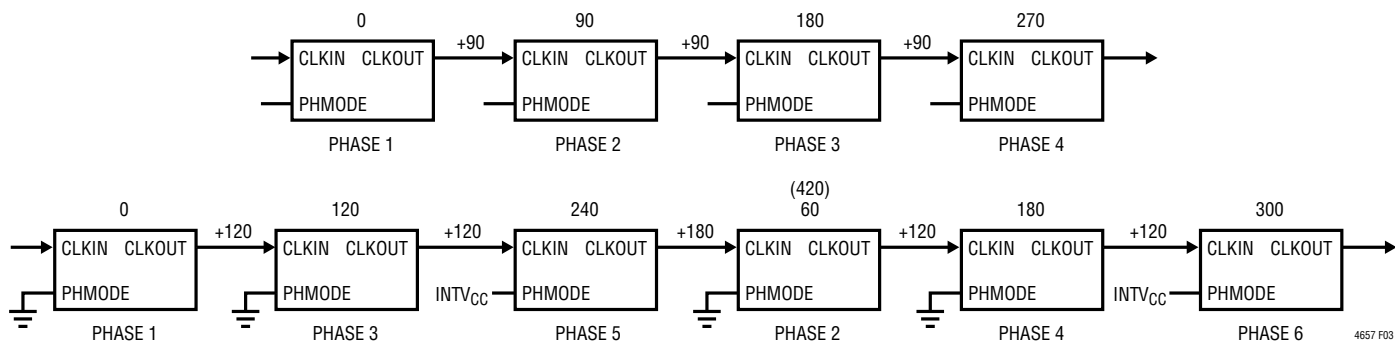 0 90 180 270
+90 +90 +90
CLKIN CLKOUT CLKIN CLKOUT CLKIN CLKOUT CLKIN CLKOUT
PHMODE PHMODE PHMODE PHMODE
PHASE 1 PHASE 2 PHASE 3 PHASE 4
(420)
0 120 240 60 180 300
+120 +120 +180 +120 +120
CLKIN CLKOUT CLKIN CLKOUT CLKIN CLKOUT CLKIN CLKOUT CLKIN CLKOUT CLKIN CLKOUT
PHMODE PHMODE INTVCC PHMODE PHMODE PHMODE INTVCC PHMODE
PHASE 1 PHASE 3 PHASE 5 PHASE 2 PHASE 4 PHASE 6
4657 F03